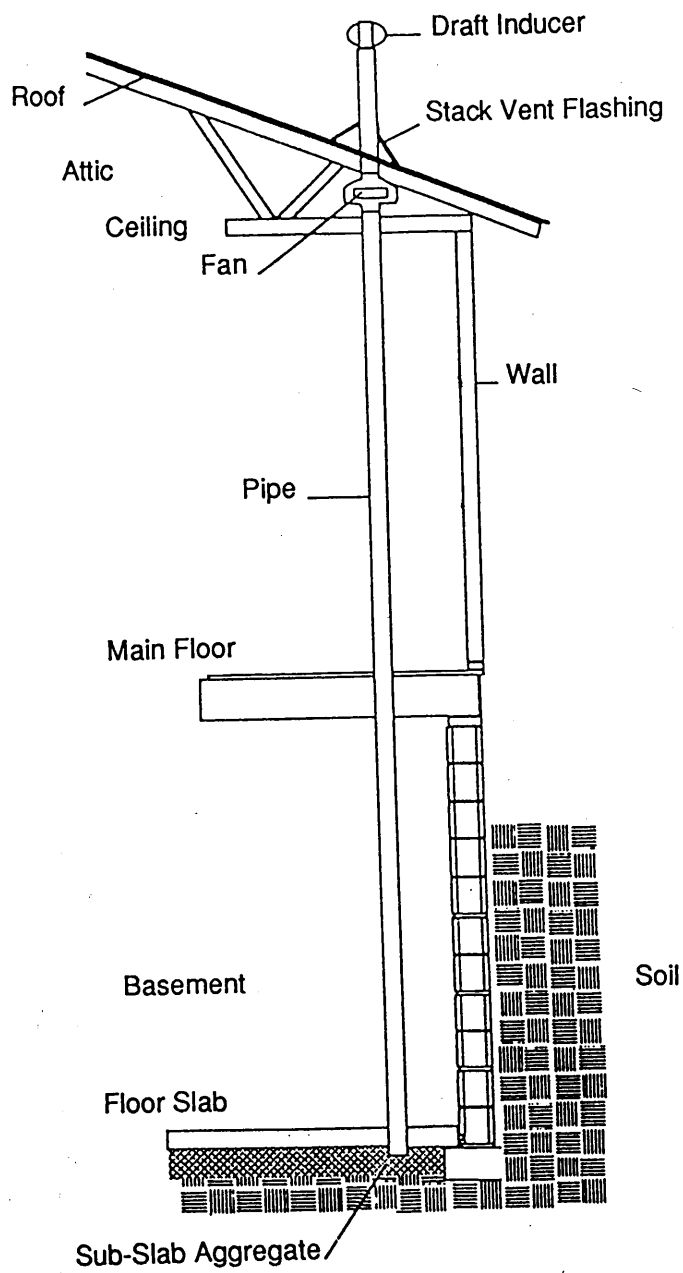 Draft Inducer
Roof
Stack Vent Flashing
Attic
Ceiling
Fan
Wall
Pipe
Main Floor
Basement
Soil
Floor Slab
Sub-Slab Aggregate